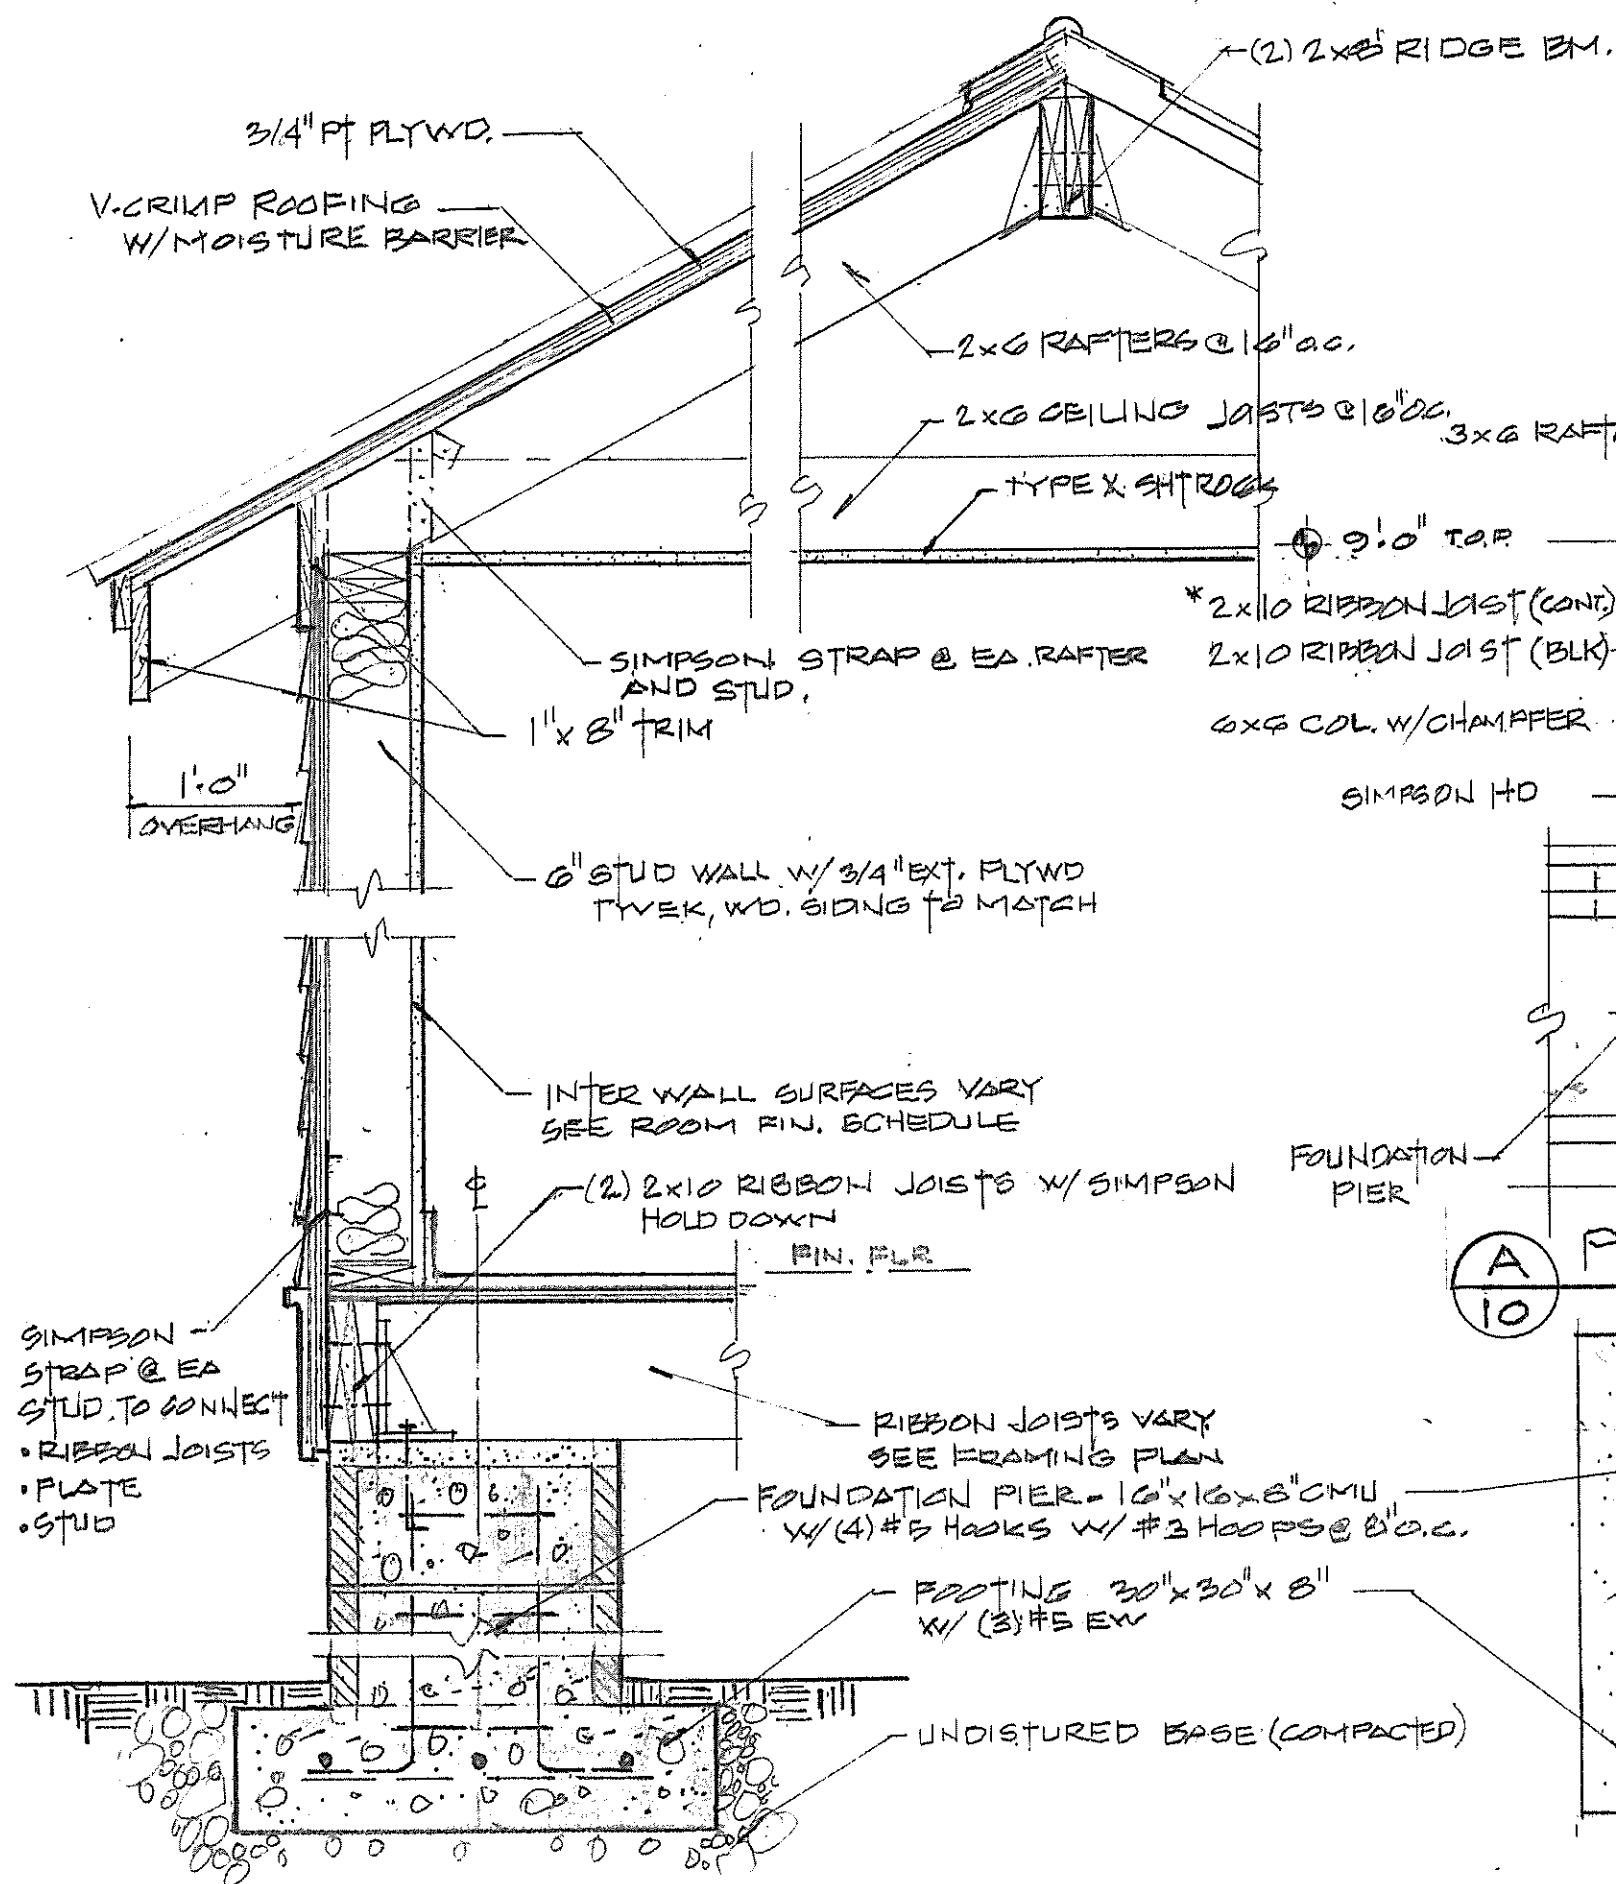 (2) 2x8 RIDGE BM.
3/4" PT PLYWD.
V-CRIMP ROOFING
W/MOISTURE BARRIER
2x6 RAFTERS @ 16" O.C.
2x6 CEILING JOISTS @ 16" O.C.
3x6 RAFT
TYPE X SHTROCK
9'-0" T.O.P.
* 2x10 RIBBON JOIST (CONT.)
2x10 RIBBON JOIST (BLK)
SIMPSON STRAP @ EA. RAFTER
AND STUD.
1" x 8" TRIM
6x6 COL. W/CHAMFFER
1'-0"
OVERHANG
SIMPSON HD
6" STUD WALL W/ 3/4" EXT. PLYWD
TYVEK, WD. SIDING TO MATCH
INTER WALL SURFACES VARY
SEE ROOM FIN. SCHEDULE
FOUNDATION
PIER
(2) 2x10 RIBBON JOISTS W/ SIMPSON
HOLD DOWN
FIN. FLR
A
10
P
SIMPSON
STRAP @ EA
STUD. TO CONNECT
• RIBBON JOISTS
• PLATE
• STUD
RIBBON JOISTS VARY
SEE FRAMING PLAN
FOUNDATION PIER - 16"x16x8" CMU
W/(4) #5 HOOKS W/ #3 HOOPS @ 8" O.C.
FOOTING 30"x30"x 8"
W/ (3) #5 EW
UNDISTURED BASE (COMPACTED)